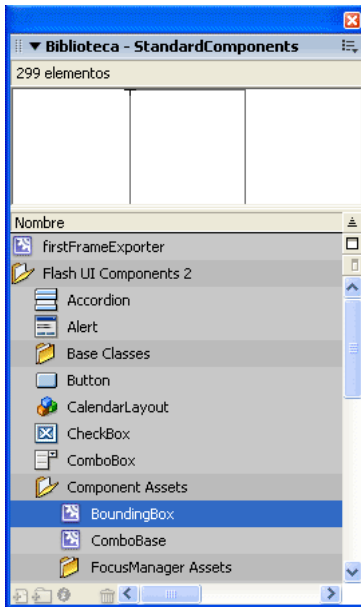 Biblioteca - StandardComponents
299 elementos
Nombre
firstFrameExporter
Flash UI Components 2
Accordion
Alert
Base Classes
Button
CalendarLayout
CheckBox
ComboBox
Component Assets
BoundingBox
ComboBase
FocusManager Assets